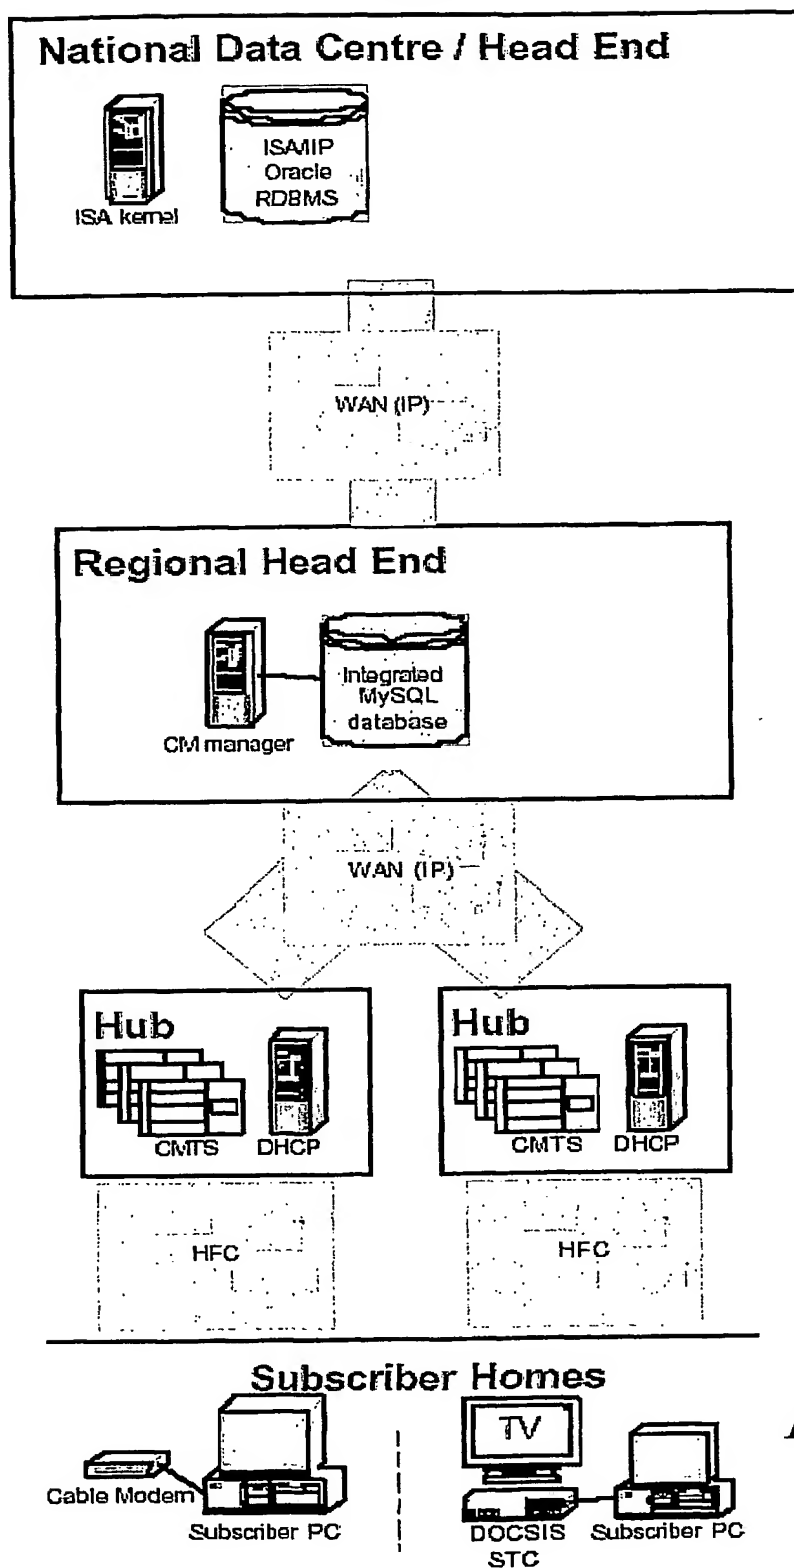 National Data Centre / Head End
ISA/IIP
Oracle
RDBMS
ISA kernel
WAN (IP)
Regional Head End
Integrated
MySQL
database
CM manager
WAN (IP)
Hub
CMTS
DHCP
Hub
CMTS
DHCP
HFC
HFC
Subscriber Homes
TV
Cable Modem
Subscriber PC
DOCSIS
STC
Subscriber PC